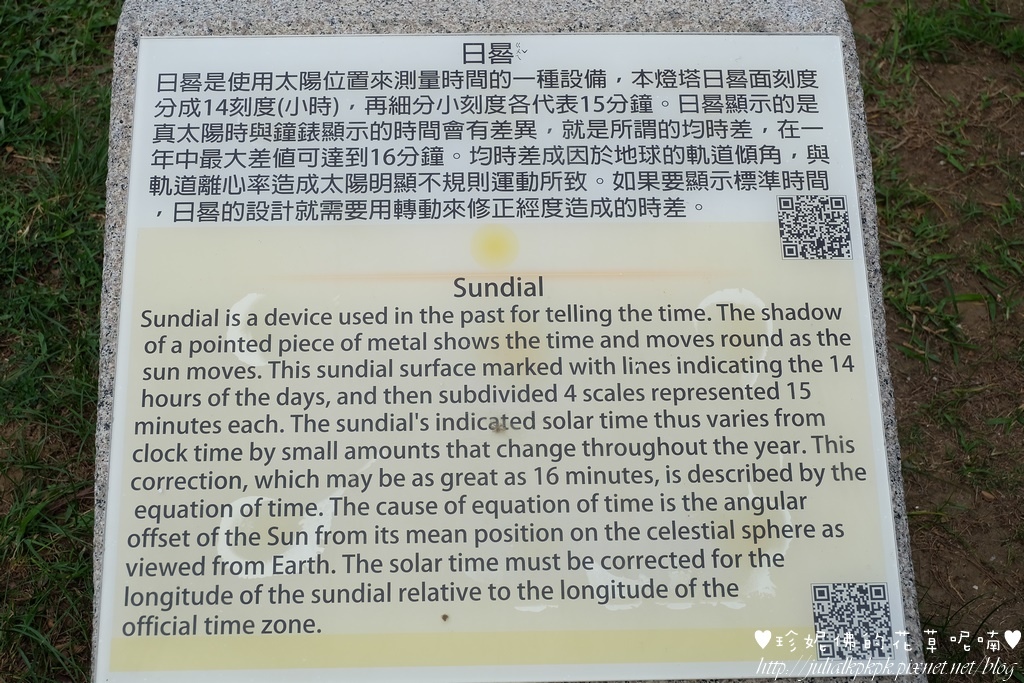 日晷ㄍㄨㄟˇ
日晷是使用太陽位置來測量時間的一種設備，本燈塔日晷面刻度
分成14刻度(小時)，再細分小刻度各代表15分鐘。日晷顯示的是
真太陽時與鐘錶顯示的時間會有差異，就是所謂的均時差，在一
年中最大差值可達到16分鐘。均時差成因於地球的軌道傾角，與
軌道離心率造成太陽明顯不規則運動所致。如果要顯示標準時間
，日晷的設計就需要用轉動來修正經度造成的時差。
Sundial
Sundial is a device used in the past for telling the time. The shadow
of a pointed piece of metal shows the time and moves round as the
sun moves. This sundial surface marked with lines indicating the 14
hours of the days, and then subdivided 4 scales represented 15
minutes each. The sundial's indicated solar time thus varies from
clock time by small amounts that change throughout the year. This
correction, which may be as great as 16 minutes, is described by the
equation of time. The cause of equation of time is the angular
offset of the Sun from its mean position on the celestial sphere as
viewed from Earth. The solar time must be corrected for the
longitude of the sundial relative to the longitude of the
official time zone.
♥珍妮佛的花草呢喃♥
http://julialkpkpk.pixnet.net/blog